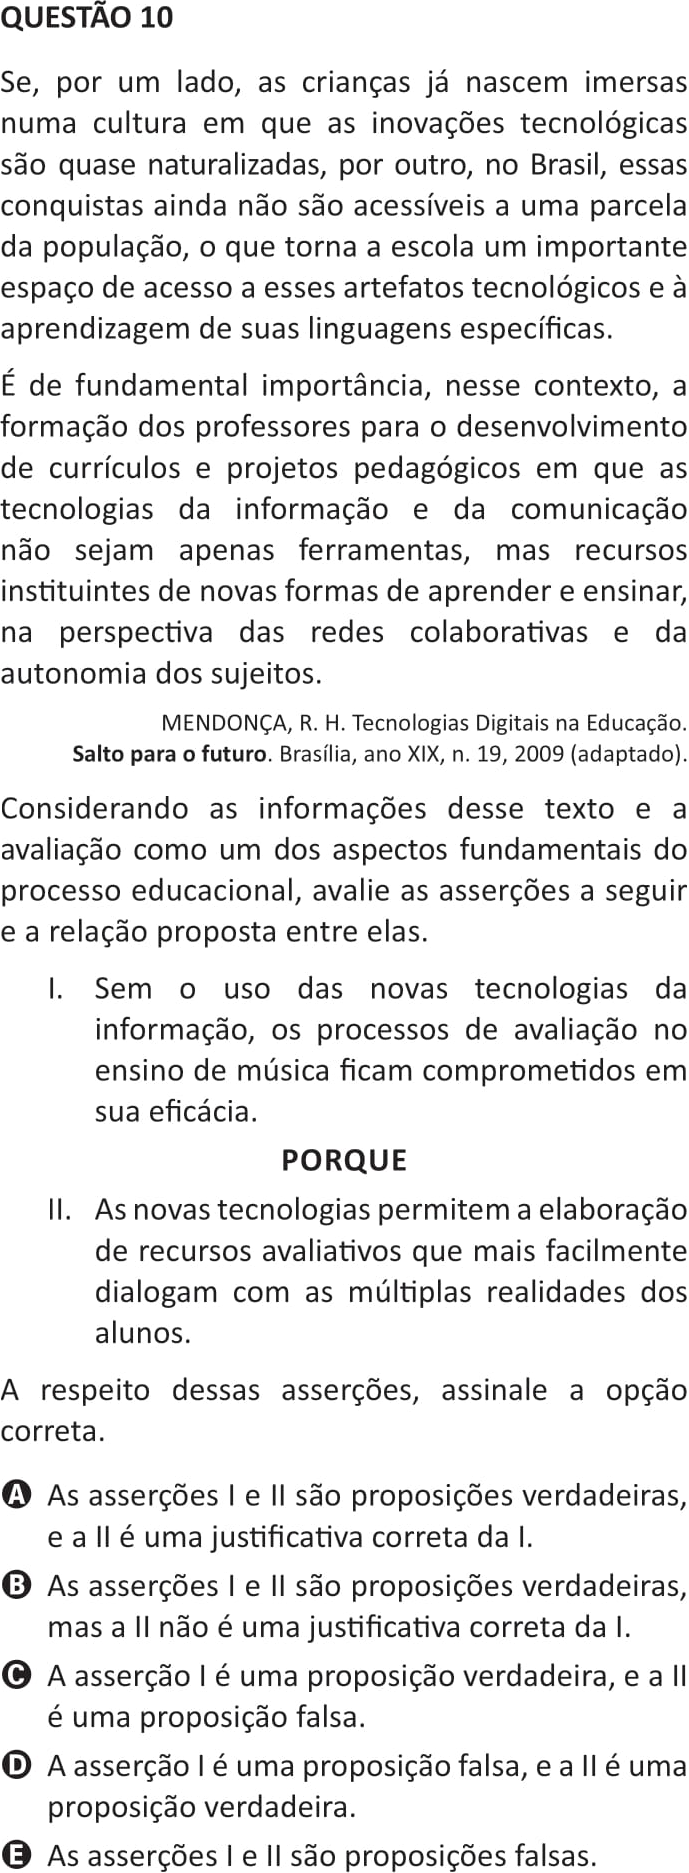 QUESTÃO 10
Se, por um lado, as crianças já nascem imersas
numa cultura em que as inovações tecnológicas
são quase naturalizadas, por outro, no Brasil, essas
conquistas ainda não são acessíveis a uma parcela
da população, o que torna a escola um importante
espaço de acesso a esses artefatos tecnológicos e à
aprendizagem de suas linguagens específicas.
É de fundamental importância, nesse contexto, a
formação dos professores para o desenvolvimento
de currículos e projetos pedagógicos em que as
tecnologias da informação e da comunicação
não sejam apenas ferramentas, mas recursos
instituintes de novas formas de aprender e ensinar,
na perspectiva das redes colaborativas e da
autonomia dos sujeitos.
MENDONÇA, R. H. Tecnologias Digitais na Educação.
Salto para o futuro. Brasília, ano XIX, n. 19, 2009 (adaptado).
Considerando as informações desse texto e a
avaliação como um dos aspectos fundamentais do
processo educacional, avalie as asserções a seguir
e a relação proposta entre elas.
I. Sem o uso das novas tecnologias da
informação, os processos de avaliação no
ensino de música ficam comprometidos em
sua eficácia.
PORQUE
II. As novas tecnologias permitem a elaboração
de recursos avaliativos que mais facilmente
dialogam com as múltiplas realidades dos
alunos.
A respeito dessas asserções, assinale a opção
correta.
A As asserções I e II são proposições verdadeiras,
e a II é uma justificativa correta da I.
B As asserções I e II são proposições verdadeiras,
mas a II não é uma justificativa correta da I.
C A asserção I é uma proposição verdadeira, e a II
é uma proposição falsa.
D A asserção I é uma proposição falsa, e a II é uma
proposição verdadeira.
E As asserções I e II são proposições falsas.